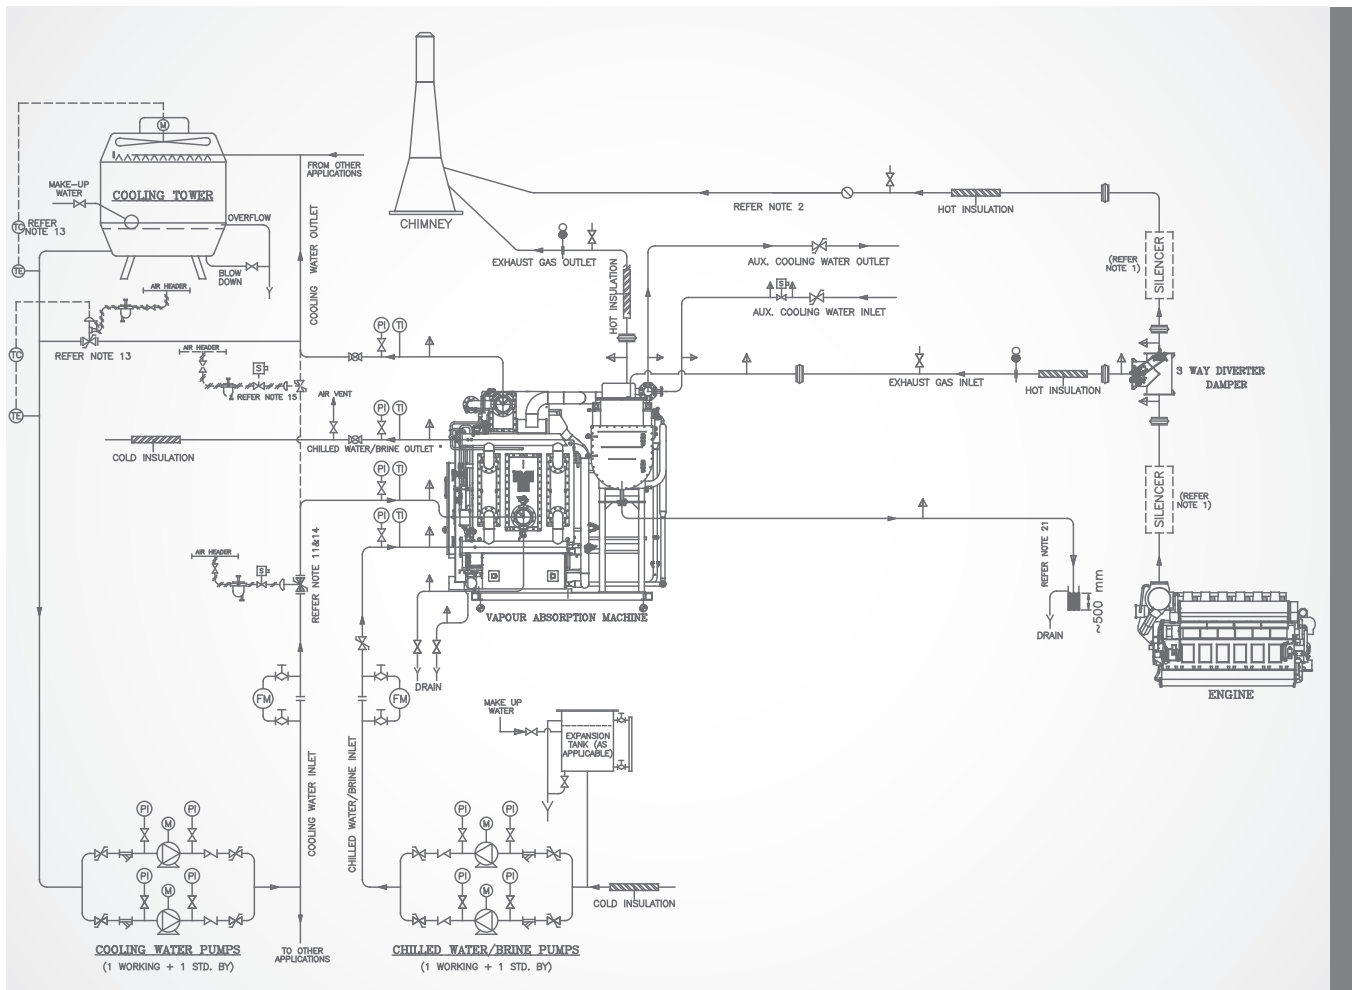 M
FROM OTHER
APPLICATIONS
MAKE-UP
WATER
COOLING TOWER
TC
REFER
NOTE 13
OVERFLOW
TE
BLOW
DOWN
AIR HEADER
COOLING WATER OUTLET
CHIMNEY
REFER NOTE 2
HOT INSULATION
EXHAUST GAS OUTLET
HOT INSULATION
AUX. COOLING WATER OUTLET
S
AUX. COOLING WATER INLET
(REFER
NOTE 1)
SILENCER
TC
REFER NOTE 13
AIR HEADER
S
REFER NOTE 15
TE
PI
TI
AIR VENT
EXHAUST GAS INLET
HOT INSULATION
3 WAY DIVERTER
DAMPER
PI
TI
CHILLED WATER/BRINE OUTLET
COLD INSULATION
PI
TI
PI
TI
SILENCER
(REFER
NOTE 1)
AIR HEADER
S
REFER NOTE 11&14
VAPOUR ABSORPTION MACHINE
REFER NOTE 21
~500 mm
DRAIN
ENGINE
DRAIN
FM
FM
MAKE UP
WATER
EXPANSION
TANK (AS
APPLICABLE)
COOLING WATER INLET
CHILLED WATER/BRINE INLET
PI
PI
M
PI
PI
M
PI
PI
M
PI
PI
M
COLD INSULATION
COOLING WATER PUMPS
(1 WORKING + 1 STD. BY)
TO OTHER
APPLICATIONS
CHILLED WATER/BRINE PUMPS
(1 WORKING + 1 STD. BY)